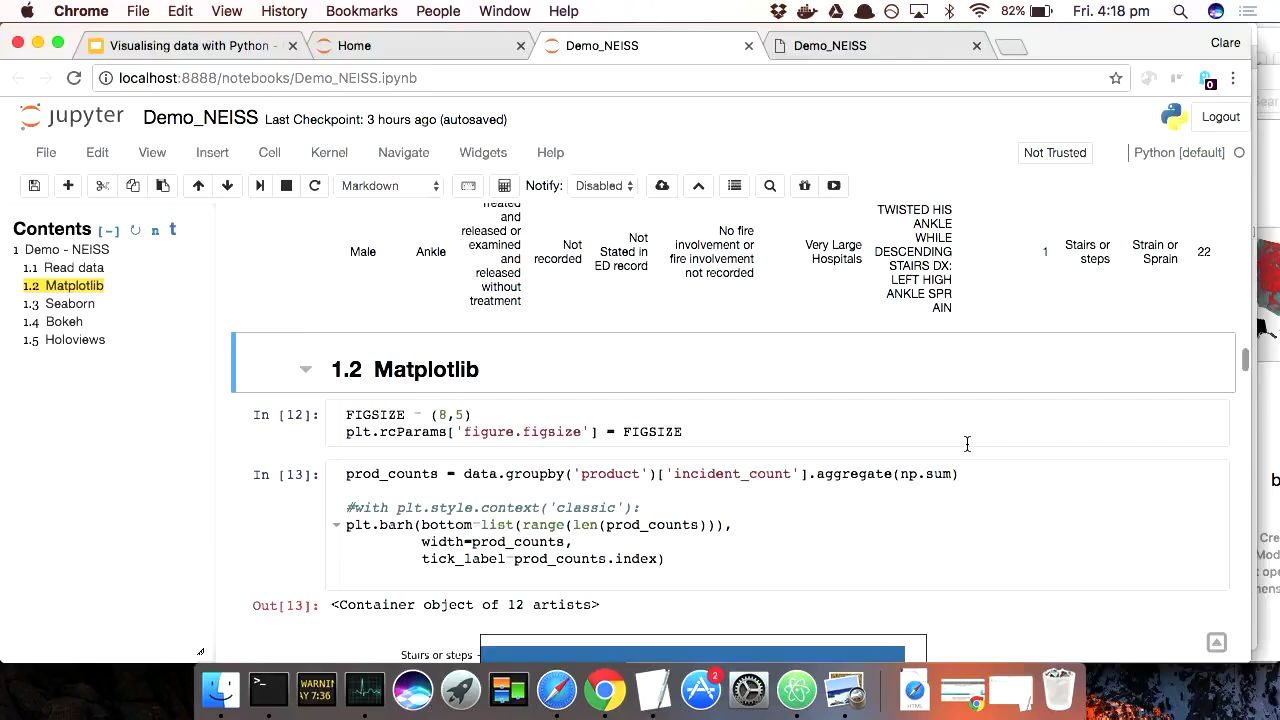 Chrome File Edit View History Bookmarks People Window Help 82% Fri. 4:18 pm
Visualising data with Python - Home Demo_NEISS Demo_NEISS Clare
localhost:8888/notebooks/Demo_NEISS.ipynb
0
jupyter Demo_NEISS Last Checkpoint: 3 hours ago (autosaved) Logout
File Edit View Insert Cell Kernel Navigate Widgets Help Not Trusted Python [default]
Markdown Notify: Disabled
Contents [-] n t
1 Demo - NEISS
1.1 Read data
1.2 Matplotlib
1.3 Seaborn
1.4 Bokeh
1.5 Holoviews
Male
Ankle
treated
and
released or
examined
and
released
without
treatment
Not
recorded
Not
Stated in
ED record
No fire
involvement or
fire involvement
not recorded
Very Large
Hospitals
TWISTED HIS
ANKLE
WHILE
DESCENDING
STAIRS DX:
LEFT HIGH
ANKLE SPR
AIN
1
Stairs or
steps
Strain or
Sprain
22
1.2 Matplotlib
In [12]: FIGSIZE = (8,5)
plt.rcParams['figure.figsize'] = FIGSIZE
In [13]: prod_counts = data.groupby('product')['incident_count'].aggregate(np.sum)
#with plt.style.context('classic'):
plt.barh(bottom=list(range(len(prod_counts))),
width=prod_counts,
tick_label=prod_counts.index)
Out[13]: <Container object of 12 artists>
Stairs or steps
WARNIN
Y 7:36
2